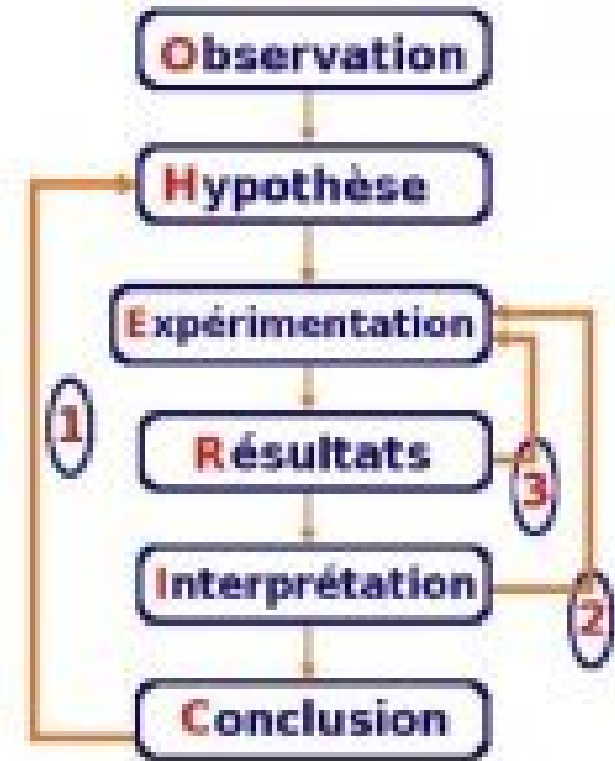 Observation
Hypothèse
Expérimentation
1
Résultats
3
Interprétation
2
Conclusion